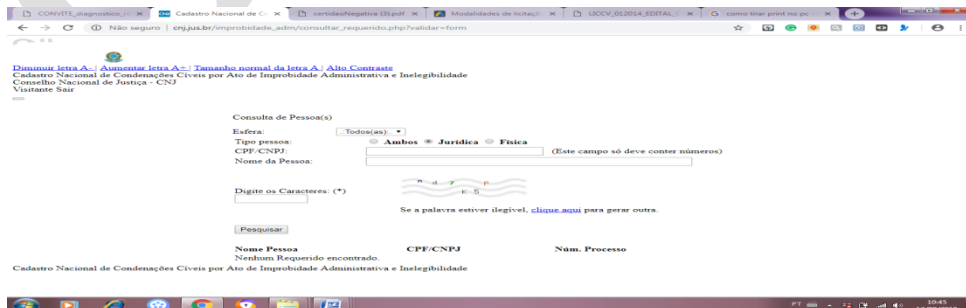 CONVITE_diagnostico_
Cadastro Nacional de Co
certidaoNegativa (3).pdf
Modalidades de licitaçã
LICCV_012014_EDITAL_
como tirar print no pc
Não seguro | cnj.jus.br/improbidade_adm/consultar_requerido.php?validar=form
Diminuir letra A- | Aumentar letra A+ | Tamanho normal da letra A | Alto Contraste
Cadastro Nacional de Condenações Cíveis por Ato de Improbidade Administrativa e Inelegibilidade
Conselho Nacional de Justiça - CNJ
Visitante Sair
Consulta de Pessoa(s)
Esfera: .:Todos(as):.
Tipo pessoa: Ambos Jurídica Física
CPF/CNPJ: (Este campo só deve conter números)
Nome da Pessoa:
Digite os Caracteres: (*)
Se a palavra estiver ilegível, clique aqui para gerar outra.
Pesquisar
Nome Pessoa CPF/CNPJ Núm. Processo
Nenhum Requerido encontrado.
Cadastro Nacional de Condenações Cíveis por Ato de Improbidade Administrativa e Inelegibilidade
PT 10:45